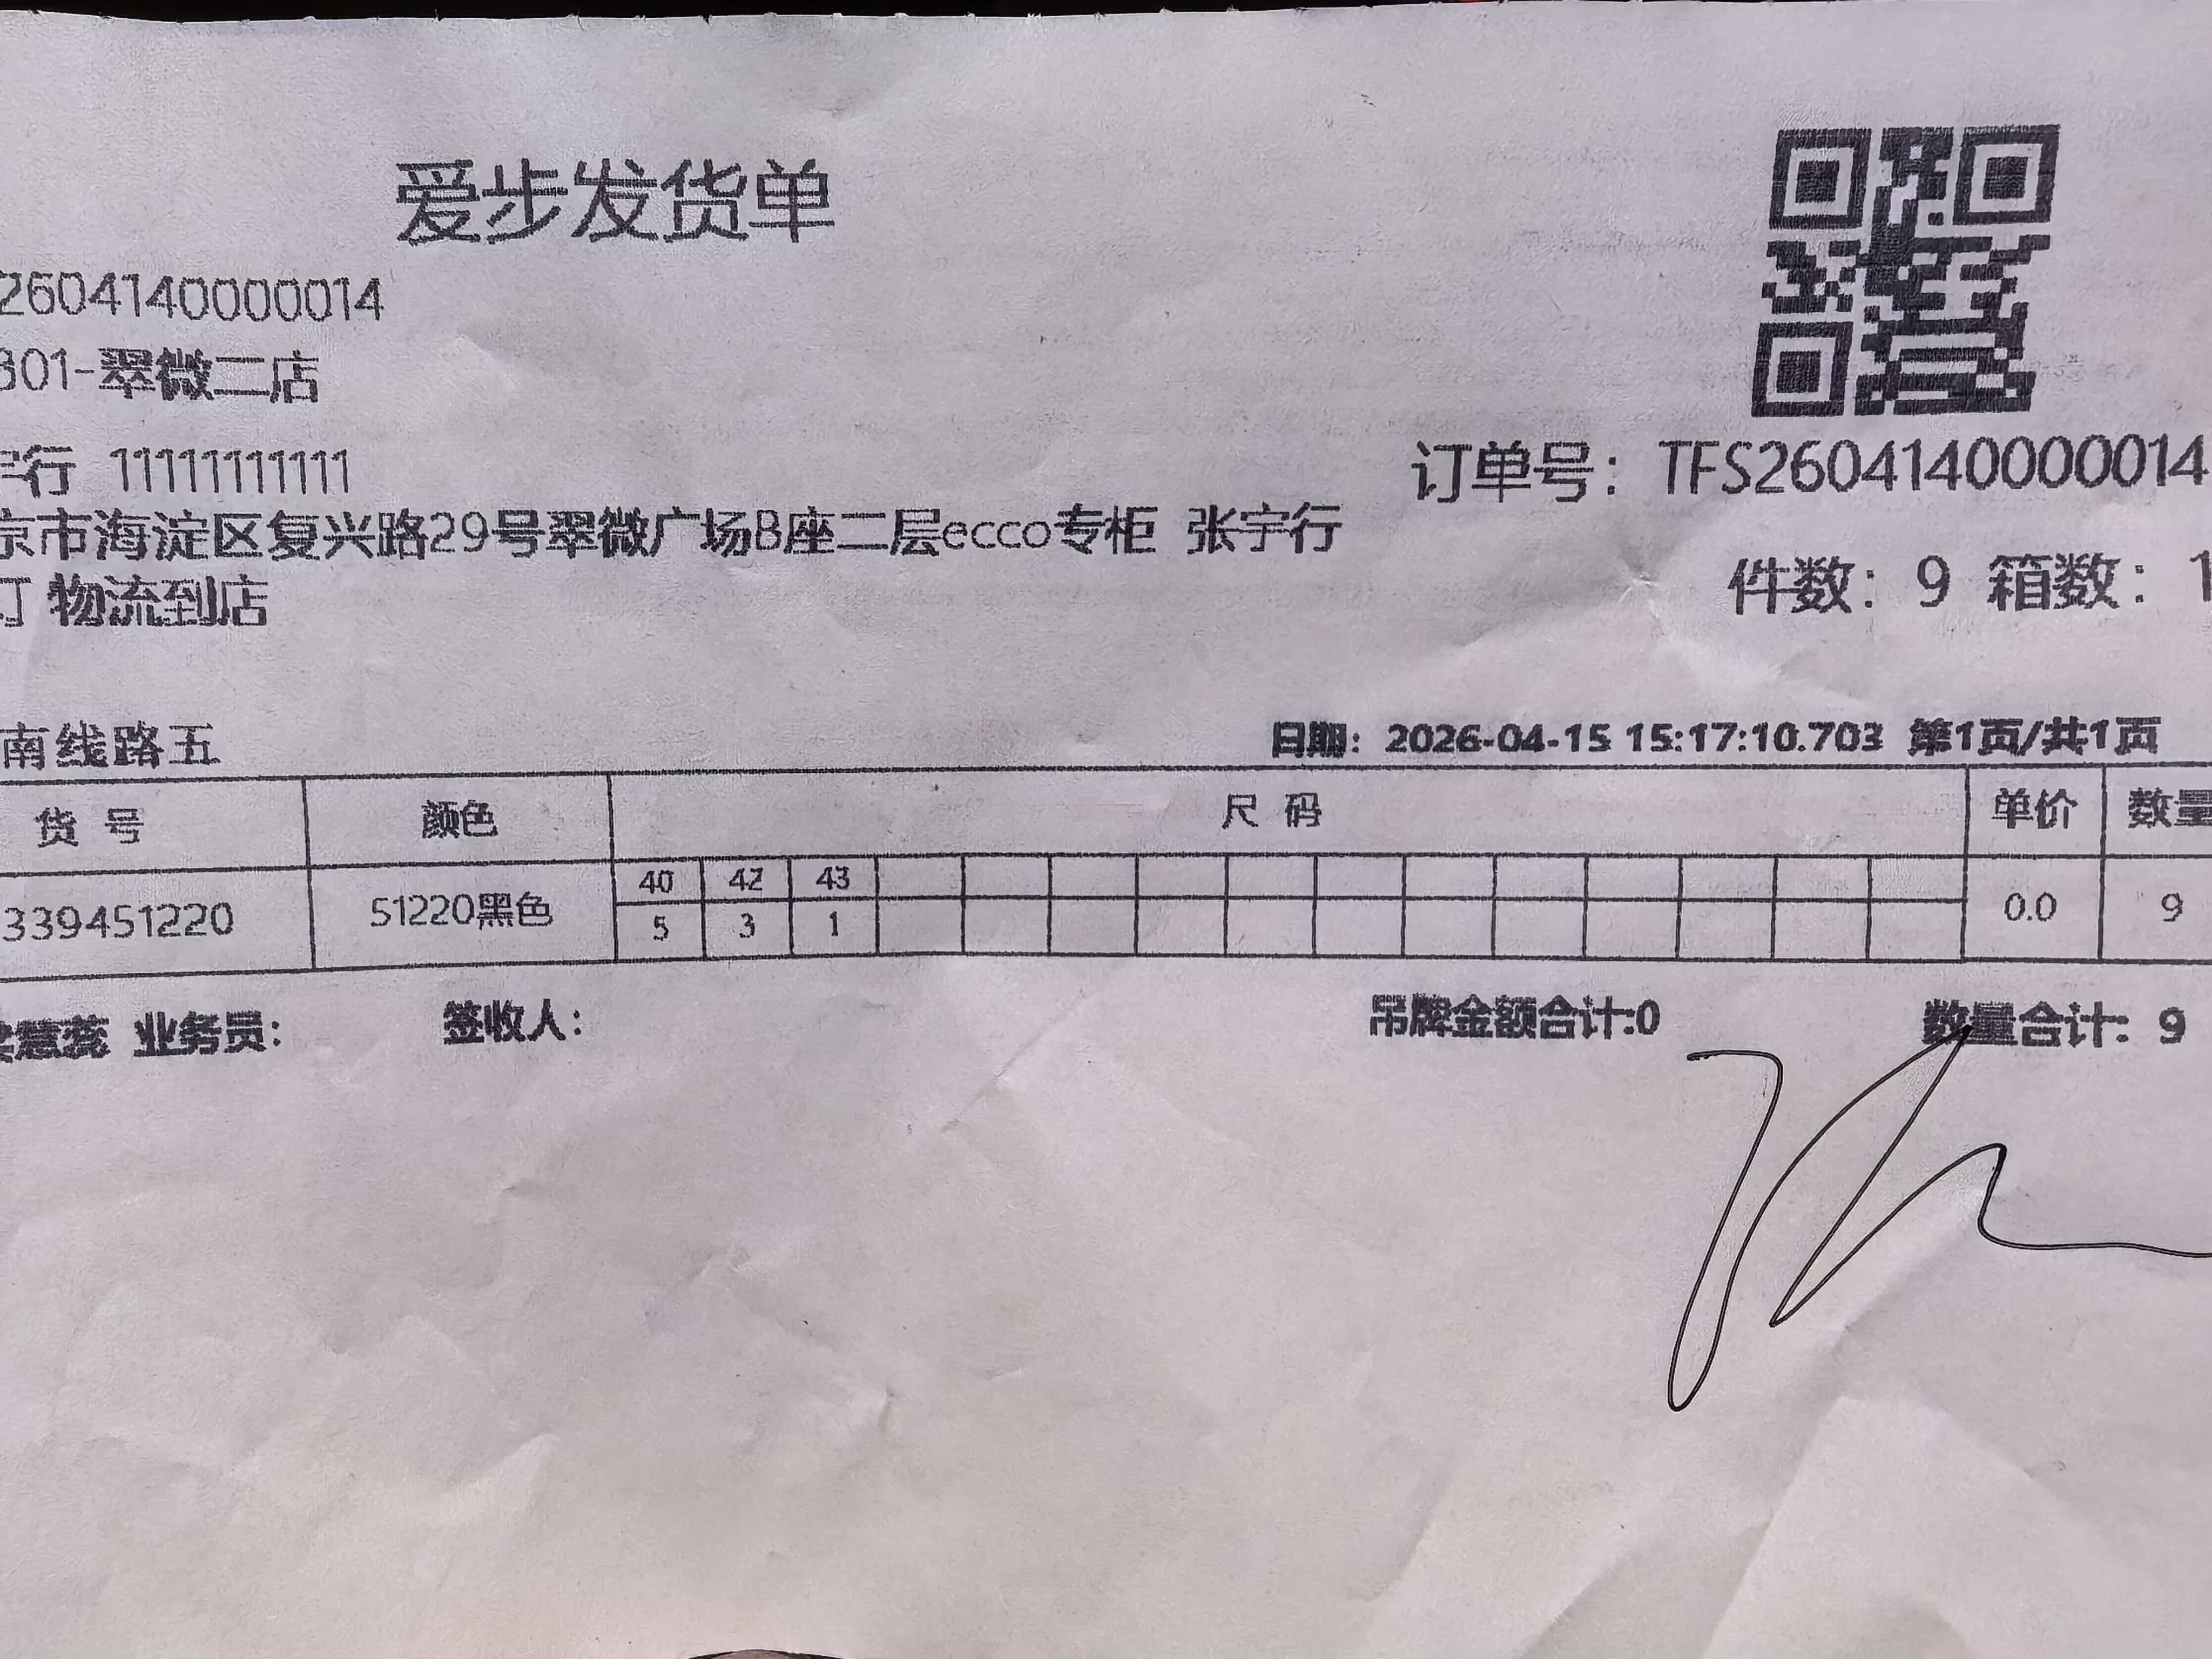 爱步发货单
2604140000014
301-翠微二店
宇行 11111111111
订单号： TFS2604140000014
京市海淀区复兴路29号翠微广场B座二层ecco专柜 张宇行
件数： 9 箱数： 1
物流到店
南线路五
日期： 2026-04-15 15:17:10.703 第1页/共1页
货 号 颜色 尺 码 单价 数量
40 42 43
339451220 51220黑色 0.0 9
5 3 1
慧蕊 业务员： 签收人： 吊牌金额合计:0 数量合计： 9